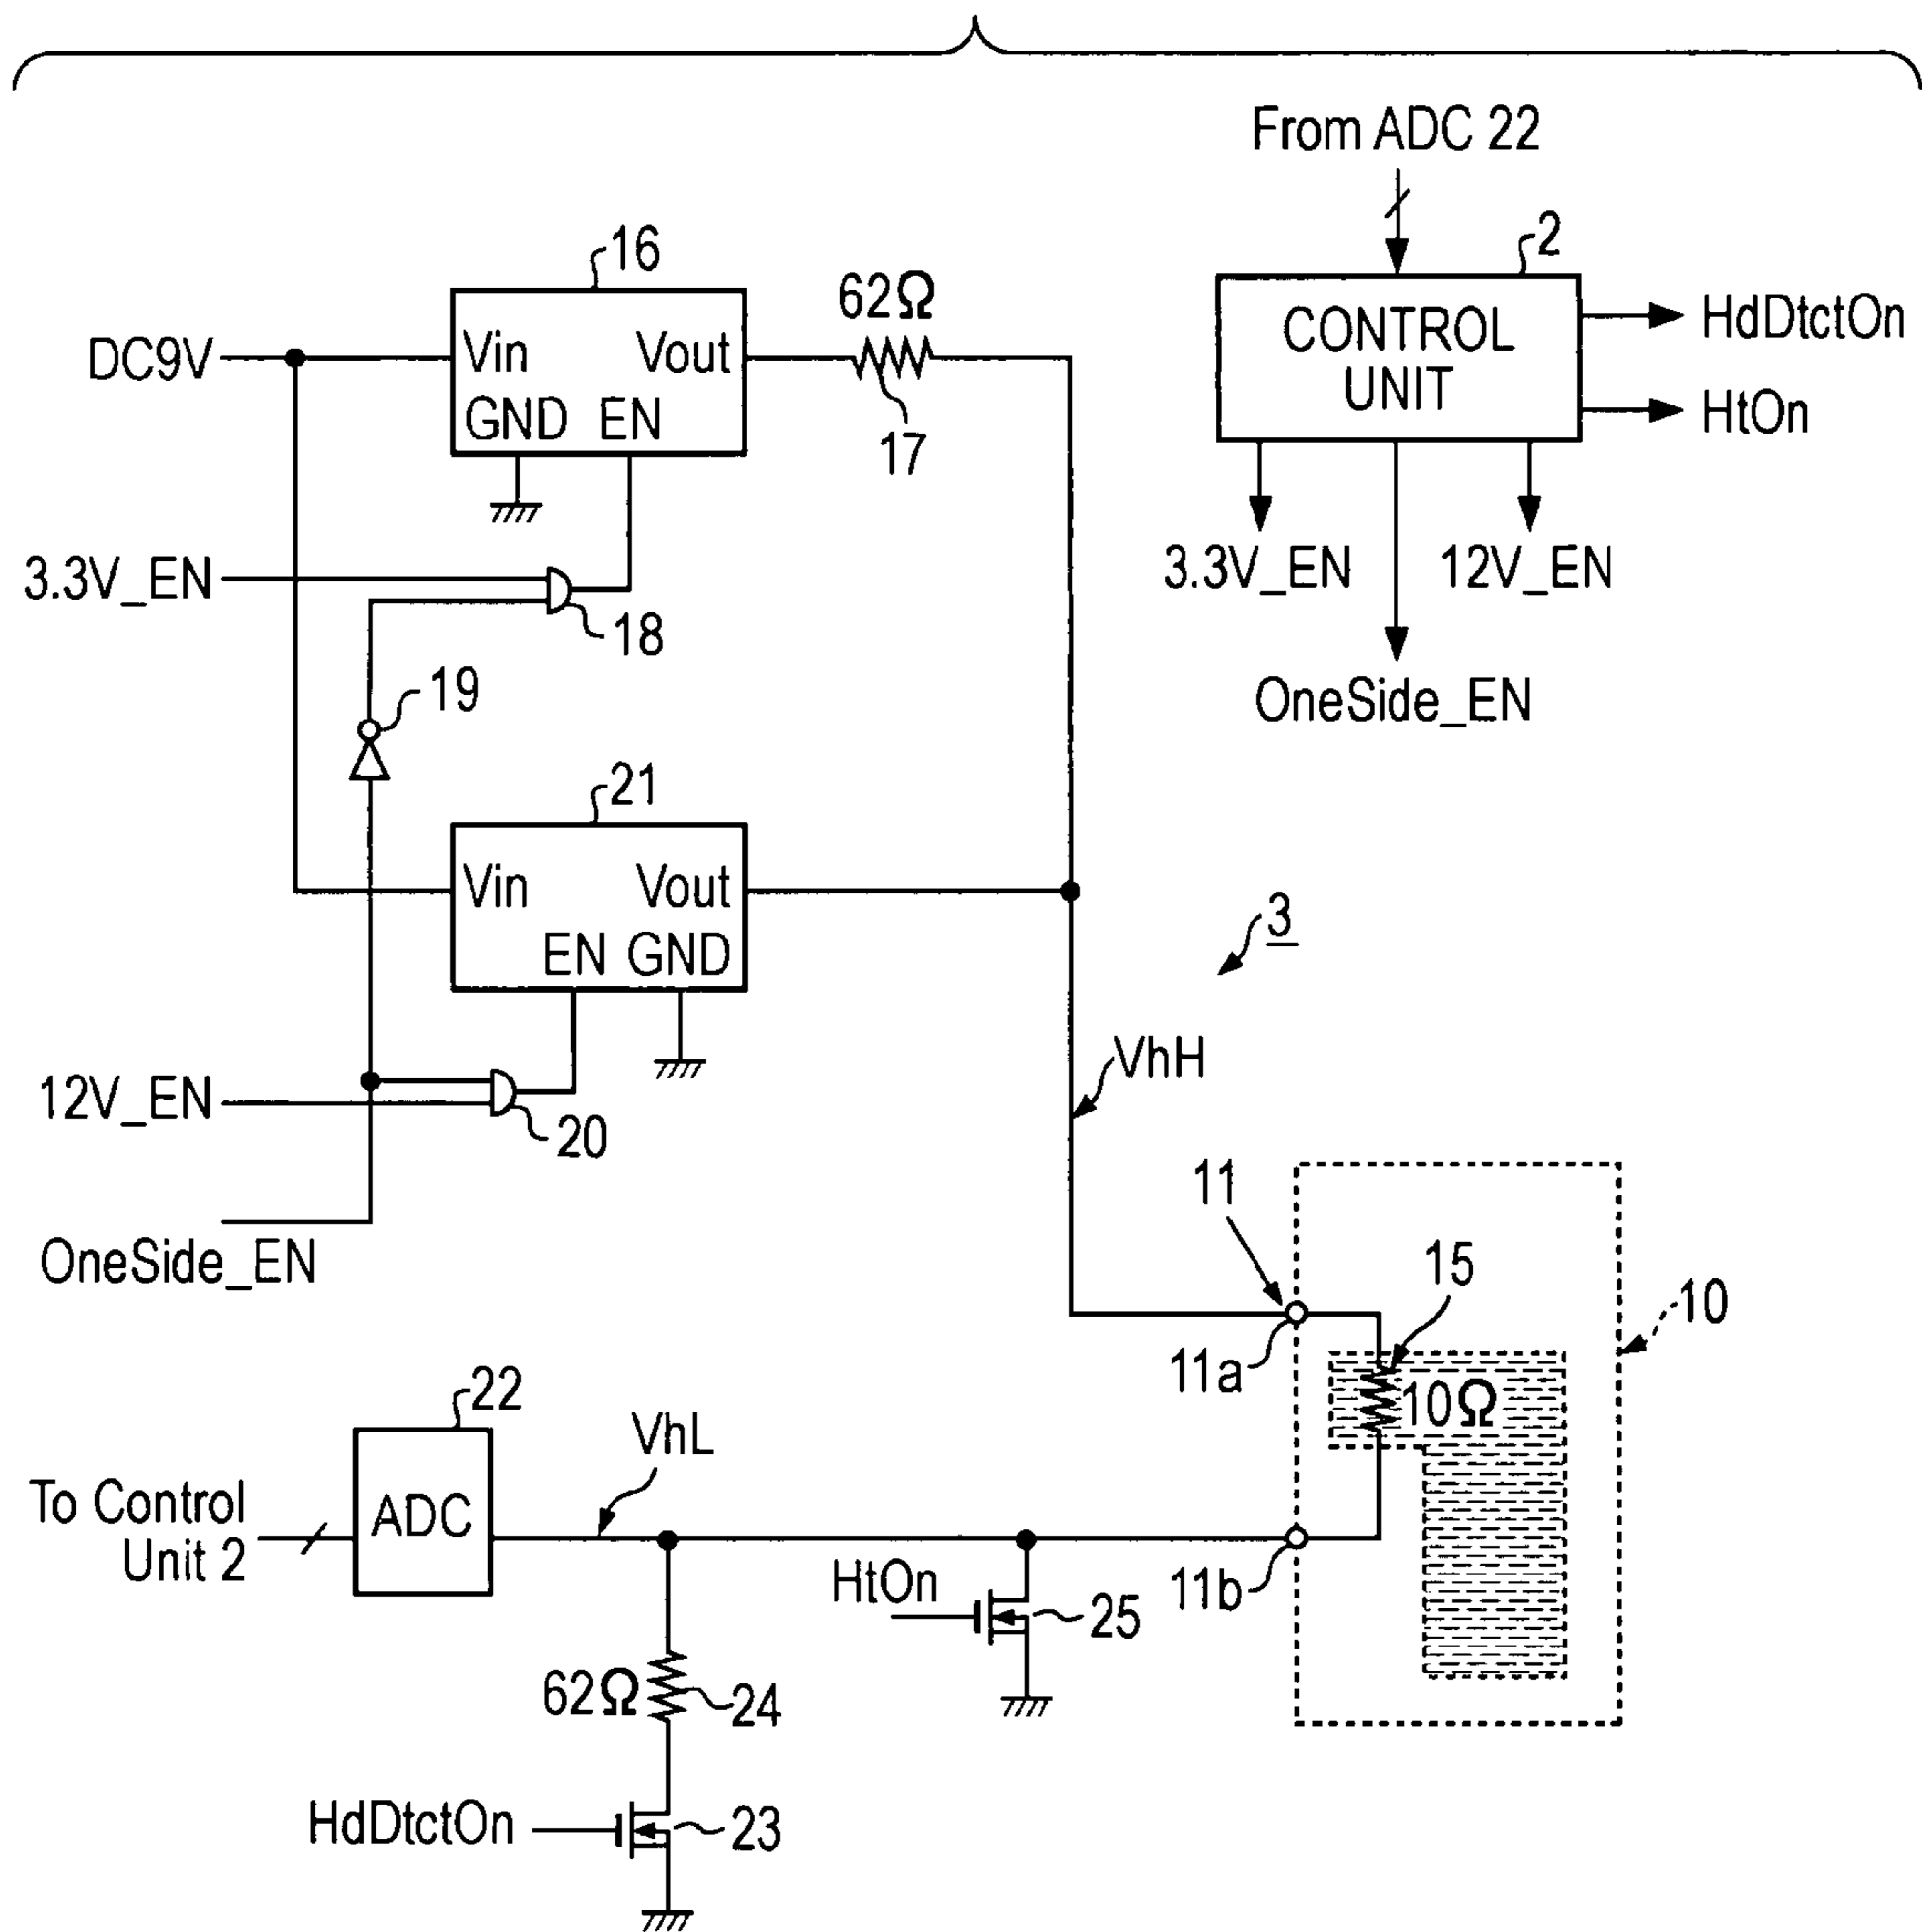 From ADC 22
2
CONTROL
UNIT
HdDtctOn
HtOn
3.3V_EN
12V_EN
OneSide_EN
16
62Ω
DC9V
Vin
Vout
GND
EN
17
3.3V_EN
18
19
21
Vin
Vout
EN
GND
3
VhH
12V_EN
20
OneSide_EN
11
15
10
11a
10Ω
22
VhL
To Control
Unit 2
ADC
HtOn
25
11b
62Ω
24
HdDtctOn
23